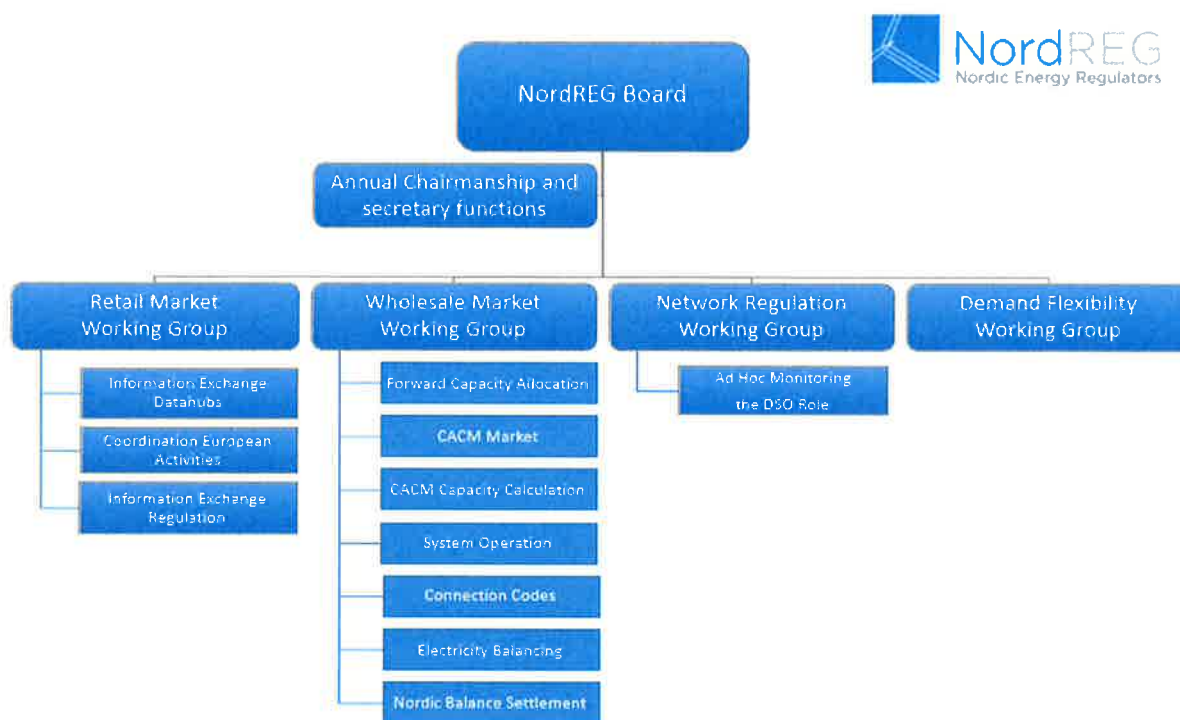 NordREG
Nordic Energy Regulators
NordREG Board
Annual Chairmanship and
secretary functions
Retail Market
Working Group
Information Exchange
Datahubs
Coordination European
Activities
Information Exchange
Regulation
Wholesale Market
Working Group
Forward Capacity Allocation
CACM Market
CACM Capacity Calculation
System Operation
Connection Codes
Electricity Balancing
Nordic Balance Settlement
Network Regulation
Working Group
Ad Hoc Monitoring
the DSO Role
Demand Flexibility
Working Group